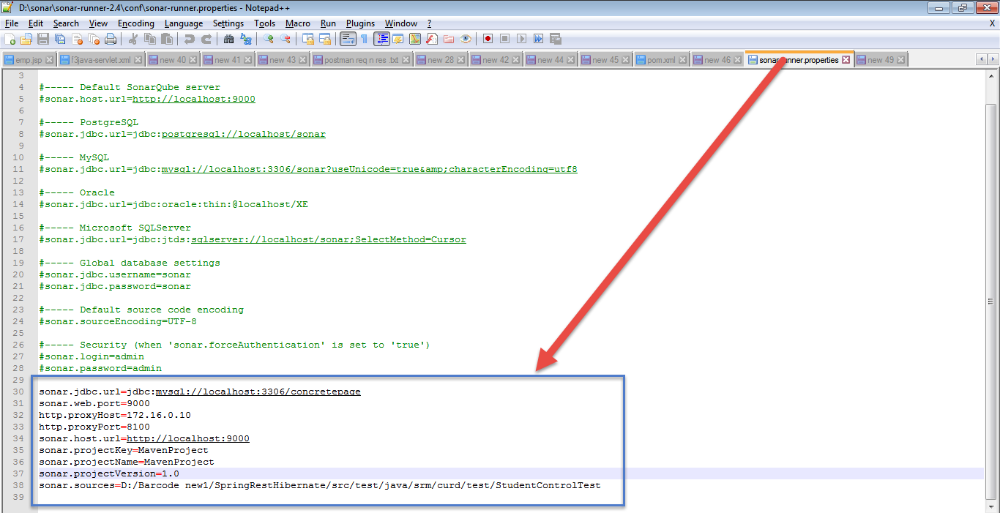 D:\sonar\sonar-runner-2.4\conf\sonar-runner.properties - Notepad++
File Edit Search View Encoding Language Settings Tools Macro Run Plugins Window ? X
emp.jsp f3java-servlet.xml new 40 new 41 new 43 postman req n res .txt new 28 new 42 new 44 new 45 pom.xml new 46 sonar-runner.properties new 49
3
4 #----- Default SonarQube server
5 #sonar.host.url=http://localhost:9000
6
7 #----- PostgreSQL
8 #sonar.jdbc.url=jdbc:postgresql://localhost/sonar
9
10 #----- MySQL
11 #sonar.jdbc.url=jdbc:mysql://localhost:3306/sonar?useUnicode=true&amp;characterEncoding=utf8
12
13 #----- Oracle
14 #sonar.jdbc.url=jdbc:oracle:thin:@localhost/XE
15
16 #----- Microsoft SQLServer
17 #sonar.jdbc.url=jdbc:jtds:sqlserver://localhost/sonar;SelectMethod=Cursor
18
19 #----- Global database settings
20 #sonar.jdbc.username=sonar
21 #sonar.jdbc.password=sonar
22
23 #----- Default source code encoding
24 #sonar.sourceEncoding=UTF-8
25
26 #----- Security (when 'sonar.forceAuthentication' is set to 'true')
27 #sonar.login=admin
28 #sonar.password=admin
29
30 sonar.jdbc.url=jdbc:mysql://localhost:3306/concretepage
31 sonar.web.port=9000
32 http.proxyHost=172.16.0.10
33 http.proxyPort=8100
34 sonar.host.url=http://localhost:9000
35 sonar.projectKey=MavenProject
36 sonar.projectName=MavenProject
37 sonar.projectVersion=1.0
38 sonar.sources=D:/Barcode new1/SpringRestHibernate/src/test/java/srm/curd/test/StudentControlTest
39